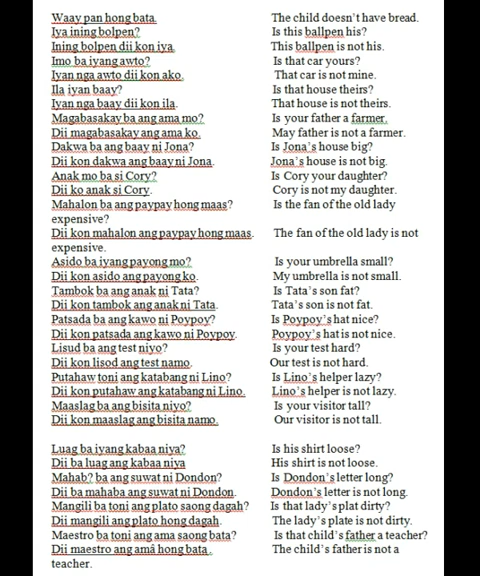 Waay pan hong bata. The child doesn't have bread.
Iya ining bolpen? Is this ballpen his?
Ining bolpen dii kon iya. This ballpen is not his.
Imo ba iyang awto? Is that car yours?
Iyan nga awto dii kon ako. That car is not mine.
Ila iyan baay? Is that house theirs?
Iyan nga baay dii kon ila. That house is not theirs.
Magabasakay ba ang ama mo? Is your father a farmer.
Dii magabasakay ang ama ko. May father is not a farmer.
Dakwa ba ang baay ni Jona? Is Jona's house big?
Dii kon dakwa ang baay ni Jona. Jona's house is not big.
Anak mo ba si Cory? Is Cory your daughter?
Dii ko anak si Cory. Cory is not my daughter.
Mahalon ba ang paypay hong maas? Is the fan of the old lady
expensive?
Dii kon mahalon ang paypay hong maas. The fan of the old lady is not
expensive.
Asido ba iyang payong mo? Is your umbrella small?
Dii kon asido ang payong ko. My umbrella is not small.
Tambok ba ang anak ni Tata? Is Tata's son fat?
Dii kon tambok ang anak ni Tata. Tata's son is not fat.
Patsada ba ang kawo ni Poypoy? Is Poypoy's hat nice?
Dii kon patsada ang kawo ni Poypoy. Poypoy's hat is not nice.
Lisud ba ang test niyo? Is your test hard?
Dii kon lisod ang test namo. Our test is not hard.
Putahaw toni ang katabang ni Lino? Is Lino's helper lazy?
Dii kon putahaw ang katabang ni Lino. Lino's helper is not lazy.
Maaslag ba ang bisita niyo? Is your visitor tall?
Dii kon maaslag ang bisita namo. Our visitor is not tall.
Luag ba iyang kabaa niya? Is his shirt loose?
Dii ba luag ang kabaa niya His shirt is not loose.
Mahab? ba ang suwat ni Dondon? Is Dondon's letter long?
Dii ba mahaba ang suwat ni Dondon. Dondon's letter is not long.
Mangili ba toni ang plato saong dagah? Is that lady's plat dirty?
Dii mangili ang plato hong dagah. The lady's plate is not dirty.
Maestro ba toni ang ama saong bata? Is that child's father a teacher?
Dii maestro ang amâ hong bata. The child's father is not a
teacher.